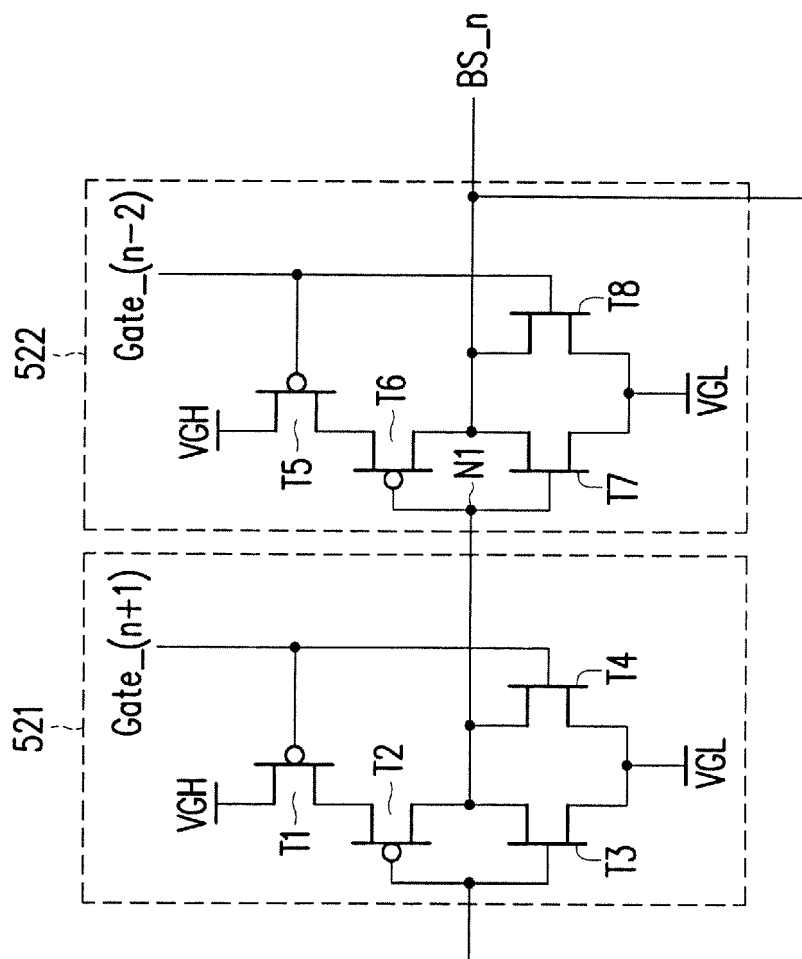 521
522
Gate_(n+1)
Gate_(n-2)
VGH
VGH
T1
T5
T2
T6
N1
BS_n
T3
T4
T7
T8
VGL
VGL